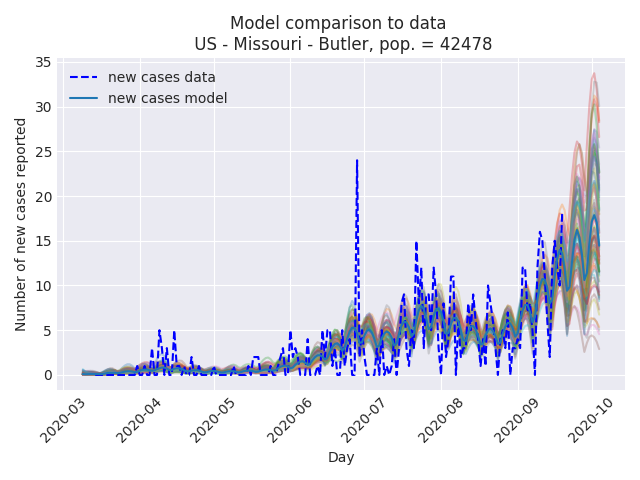 Model comparison to data
US - Missouri - Butler, pop. = 42478
new cases data
new cases model
Number of new cases reported
35
30
25
20
15
10
5
0
2020-03
2020-04
2020-05
2020-06
2020-07
2020-08
2020-09
2020-10
Day